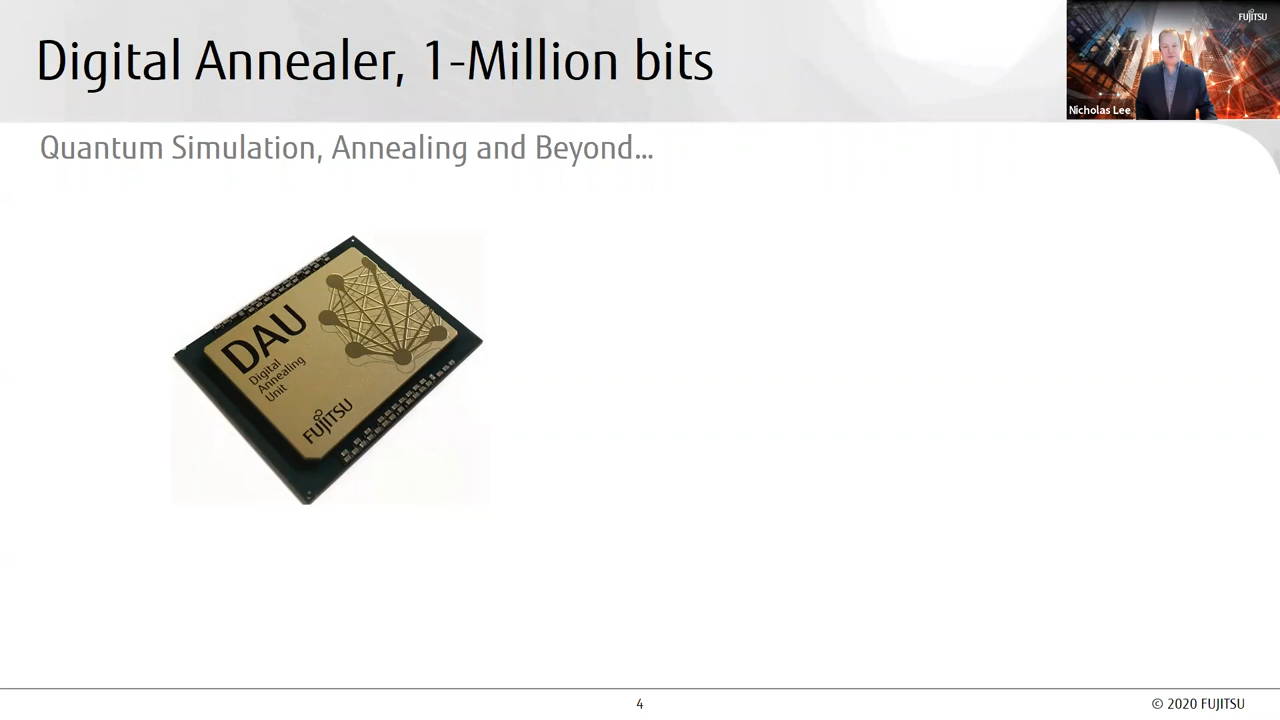 Digital Annealer, 1-Million bits
FUJITSU
Nicholas Lee
Quantum Simulation, Annealing and Beyond...
DAU
Digital
Annealing
Unit
FUJITSU
4
© 2020 FUJITSU